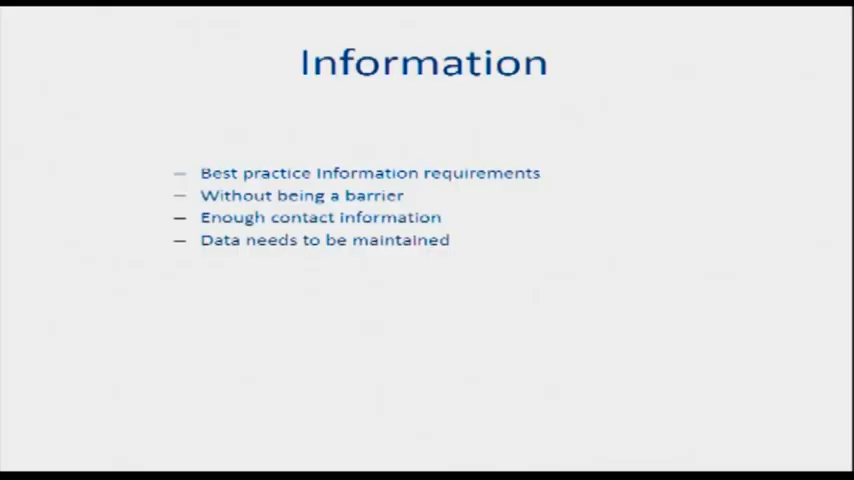 Information
– Best practice Information requirements
– Without being a barrier
– Enough contact information
– Data needs to be maintained